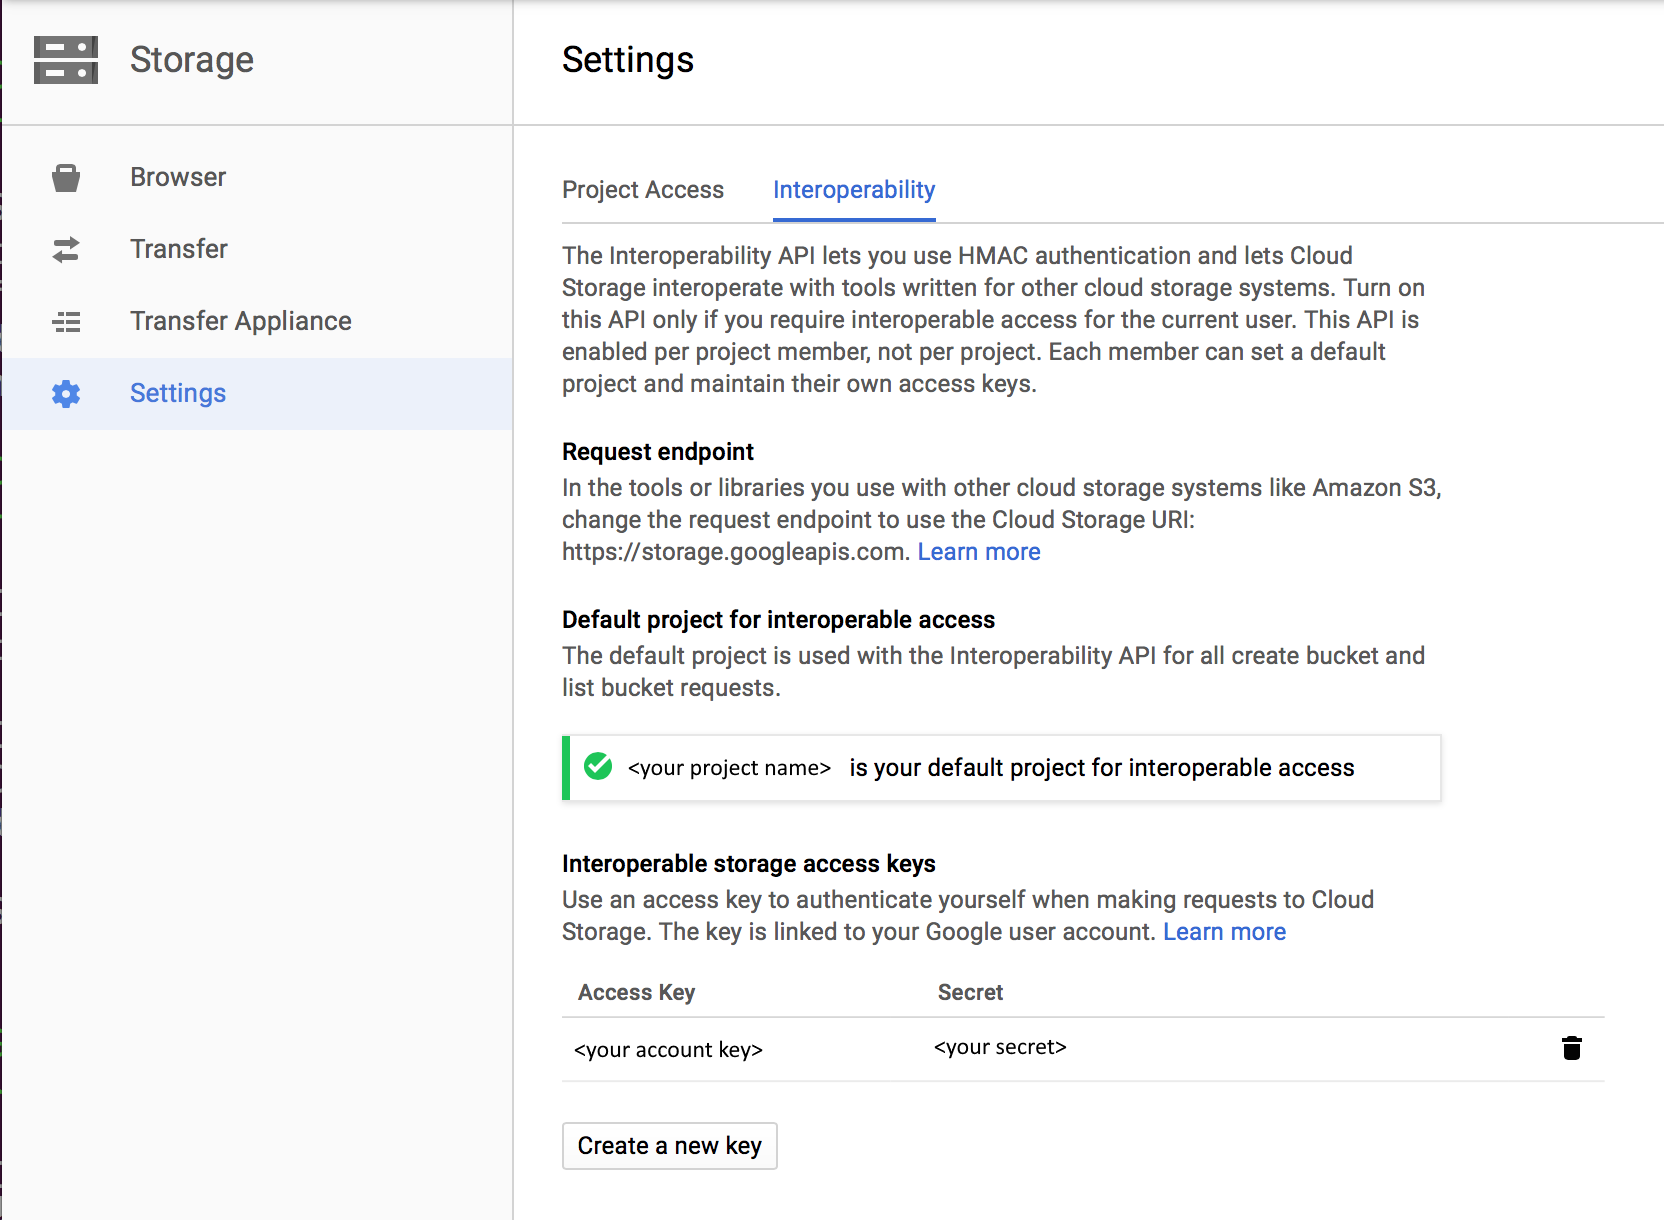 Storage
Settings
Browser
Transfer
Transfer Appliance
Settings
Project Access
Interoperability
The Interoperability API lets you use HMAC authentication and lets Cloud
Storage interoperate with tools written for other cloud storage systems. Turn on
this API only if you require interoperable access for the current user. This API is
enabled per project member, not per project. Each member can set a default
project and maintain their own access keys.
Request endpoint
In the tools or libraries you use with other cloud storage systems like Amazon S3,
change the request endpoint to use the Cloud Storage URI:
https://storage.googleapis.com. Learn more
Default project for interoperable access
The default project is used with the Interoperability API for all create bucket and
list bucket requests.
<your project name> is your default project for interoperable access
Interoperable storage access keys
Use an access key to authenticate yourself when making requests to Cloud
Storage. The key is linked to your Google user account. Learn more
Access Key Secret
<your account key> <your secret>
Create a new key